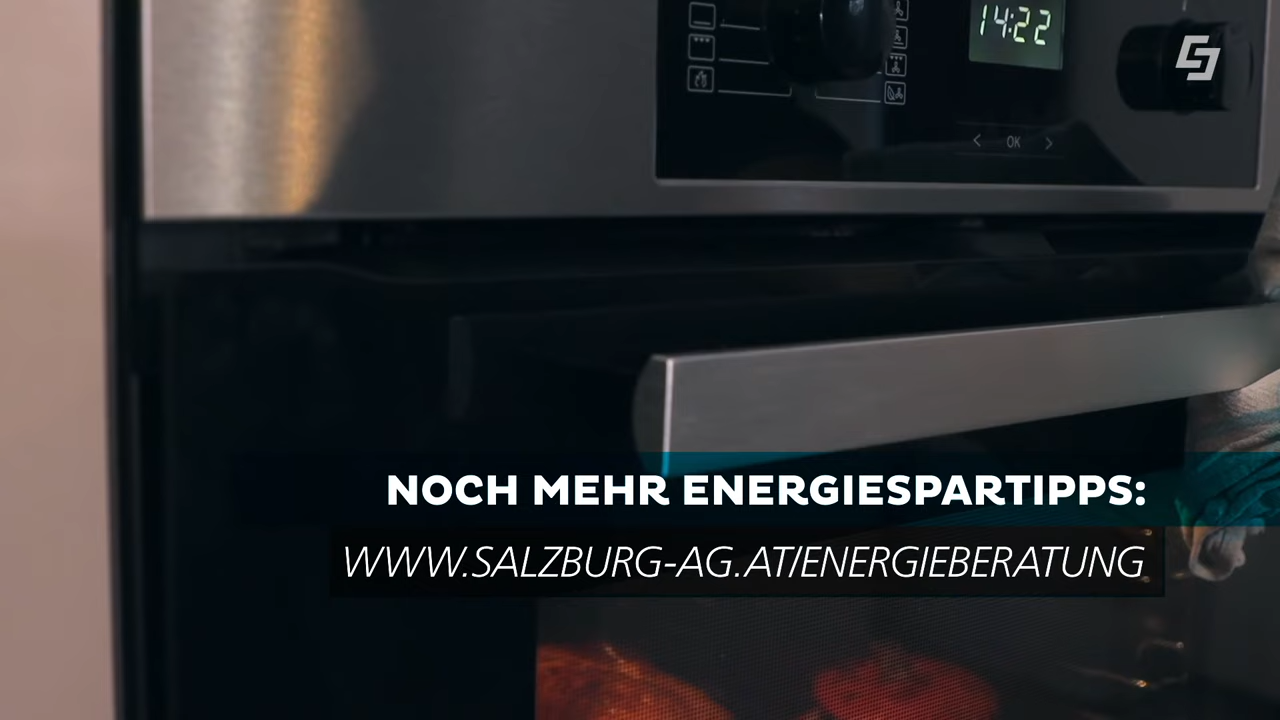 14:22
< OK >
NOCH MEHR ENERGIESPARTIPPS:
WWW.SALZBURG-AG.AT/ENERGIEBERATUNG